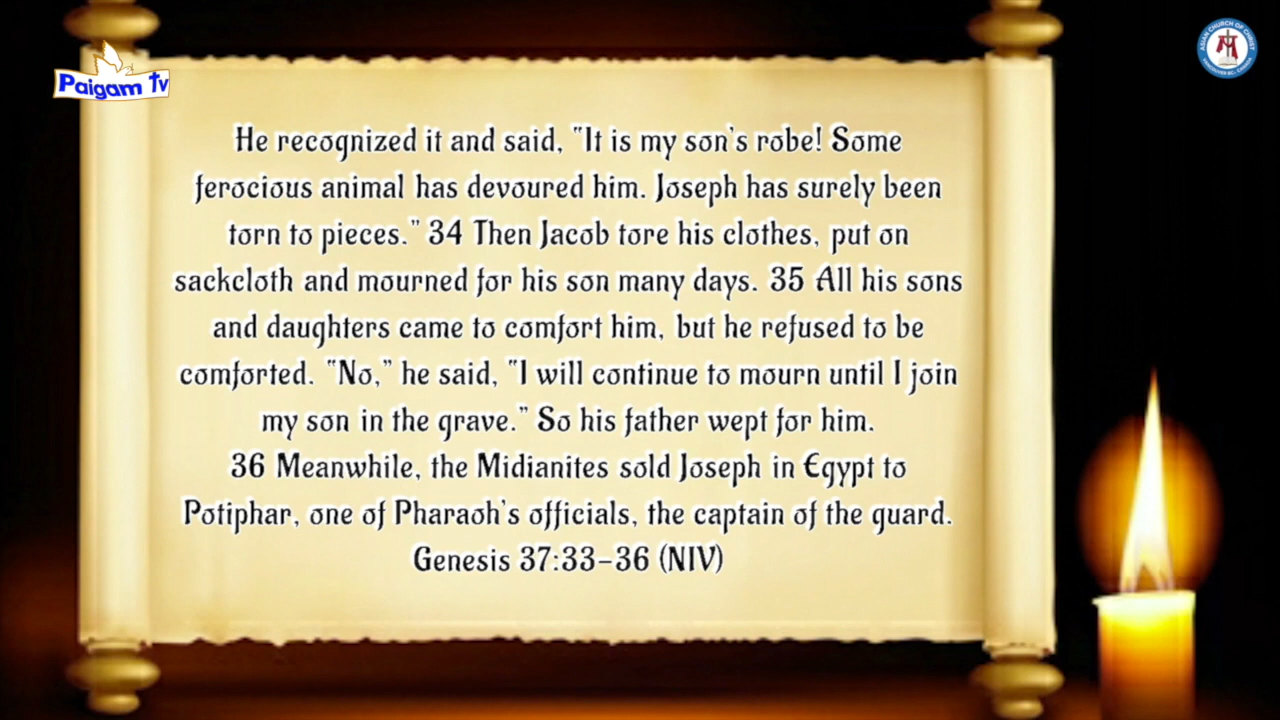 Paigam Tv
ASIAN CHURCH OF CHRIST
He recognized it and said, "It is my son's robe! Some
ferocious animal has devoured him. Joseph has surely been
torn to pieces." 34 Then Jacob tore his clothes, put on
sackcloth and mourned for his son many days. 35 All his sons
and daughters came to comfort him, but he refused to be
comforted. "No," he said, "I will continue to mourn until I join
my son in the grave." So his father wept for him.
36 Meanwhile, the Midianites sold Joseph in Egypt to
Potiphar, one of Pharaoh's officials, the captain of the guard.
Genesis 37:33-36 (NIV)